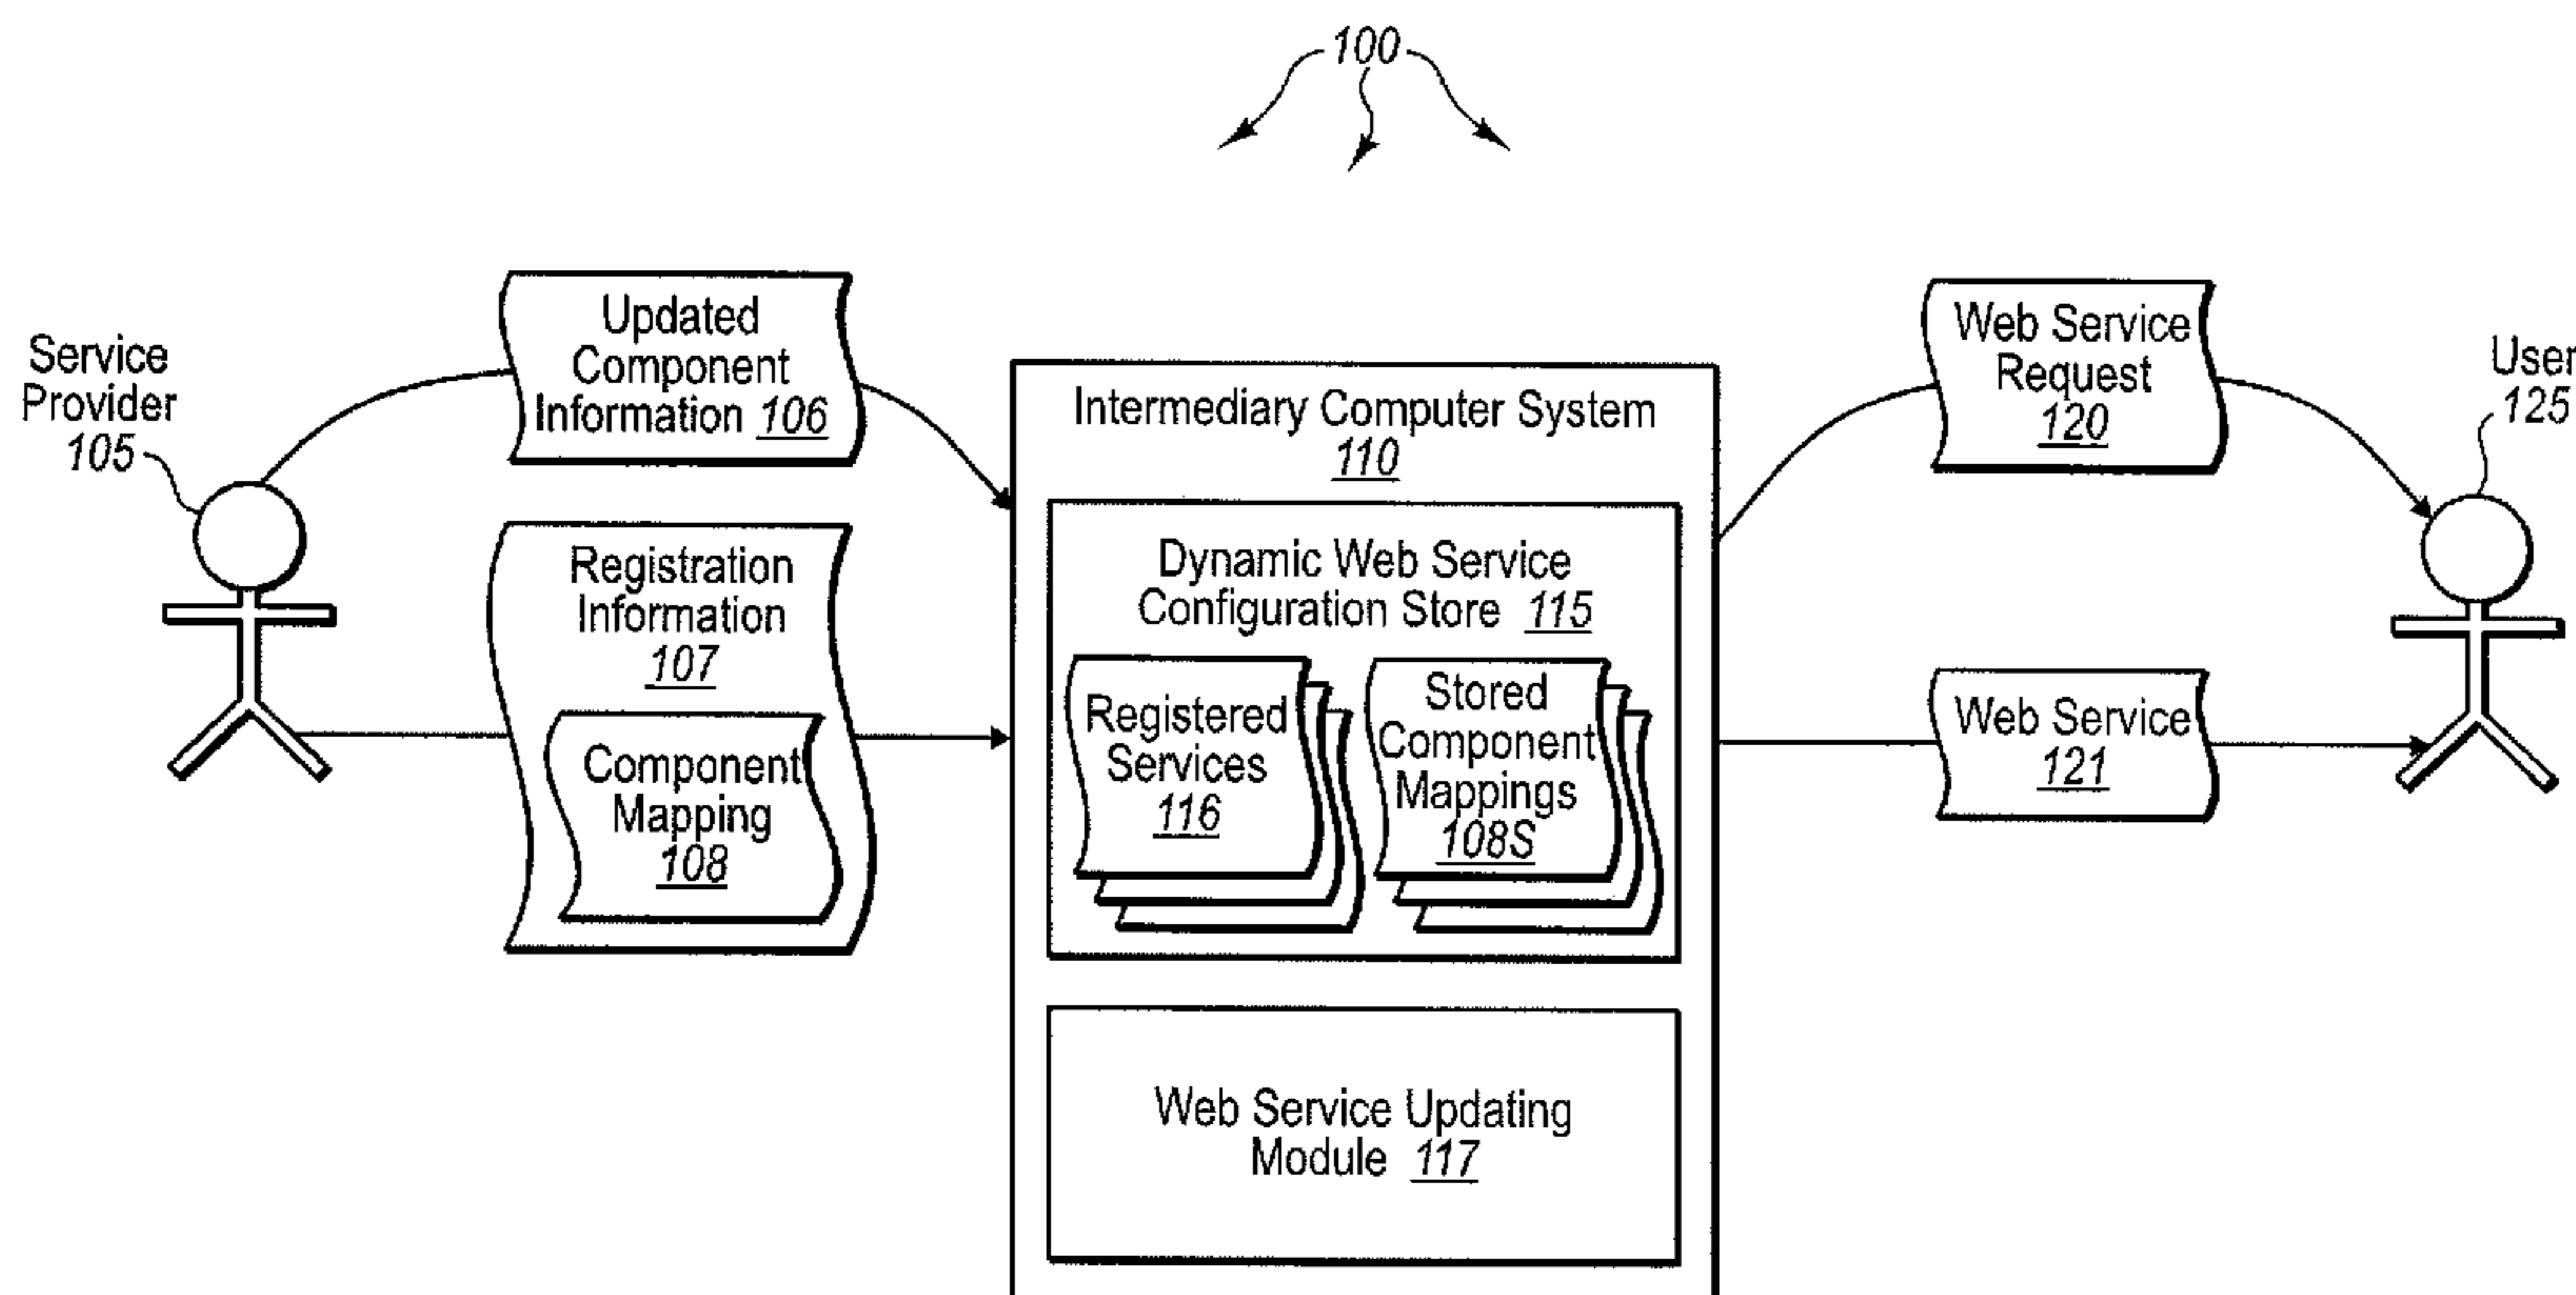 100
Service
Provider
105
Updated
Component
Information 106
Registration
Information
107
Component
Mapping
108
Intermediary Computer System
110
Dynamic Web Service
Configuration Store 115
Registered
Services
116
Stored
Component
Mappings
108S
Web Service Updating
Module 117
Web Service
Request
120
Web Service
121
User
125